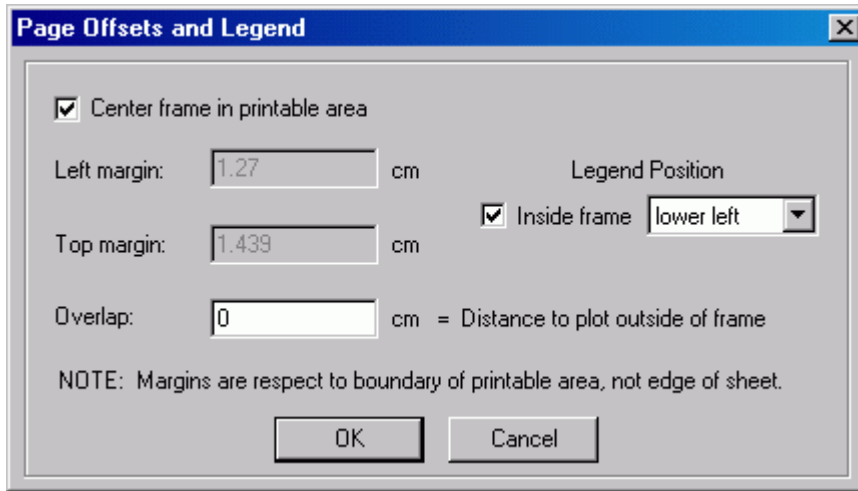 Page Offsets and Legend
Center frame in printable area
Left margin: 1.27 cm
Legend Position
Inside frame lower left
Top margin: 1.439 cm
Overlap: 0 cm = Distance to plot outside of frame
NOTE: Margins are respect to boundary of printable area, not edge of sheet.
OK Cancel